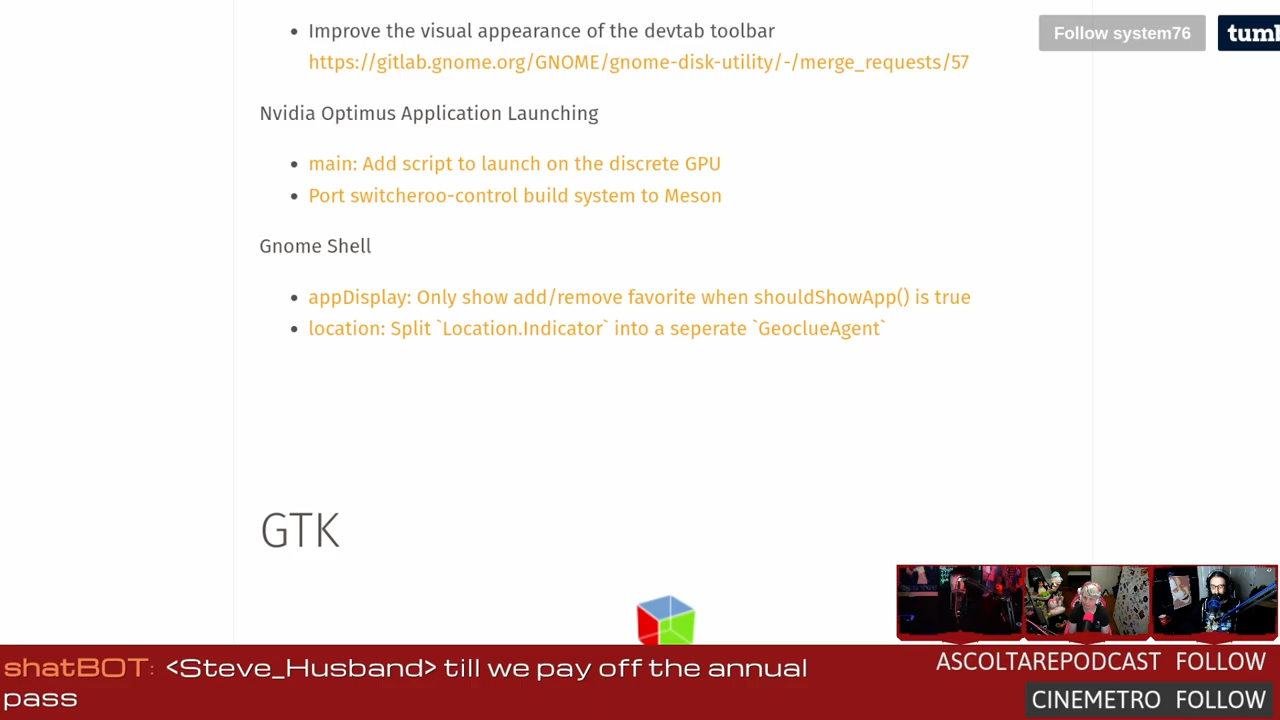 Improve the visual appearance of the devtab toolbar
https://gitlab.gnome.org/GNOME/gnome-disk-utility/-/merge_requests/57
Follow system76
tumb
Nvidia Optimus Application Launching
main: Add script to launch on the discrete GPU
Port switcheroo-control build system to Meson
Gnome Shell
appDisplay: Only show add/remove favorite when shouldShowApp() is true
location: Split `Location.Indicator` into a seperate `GeoclueAgent`
GTK
shatBOT: <Steve_Husband> till we pay off the annual
pass
ASCOLTAREPODCAST FOLLOW
CINEMETRO FOLLOW